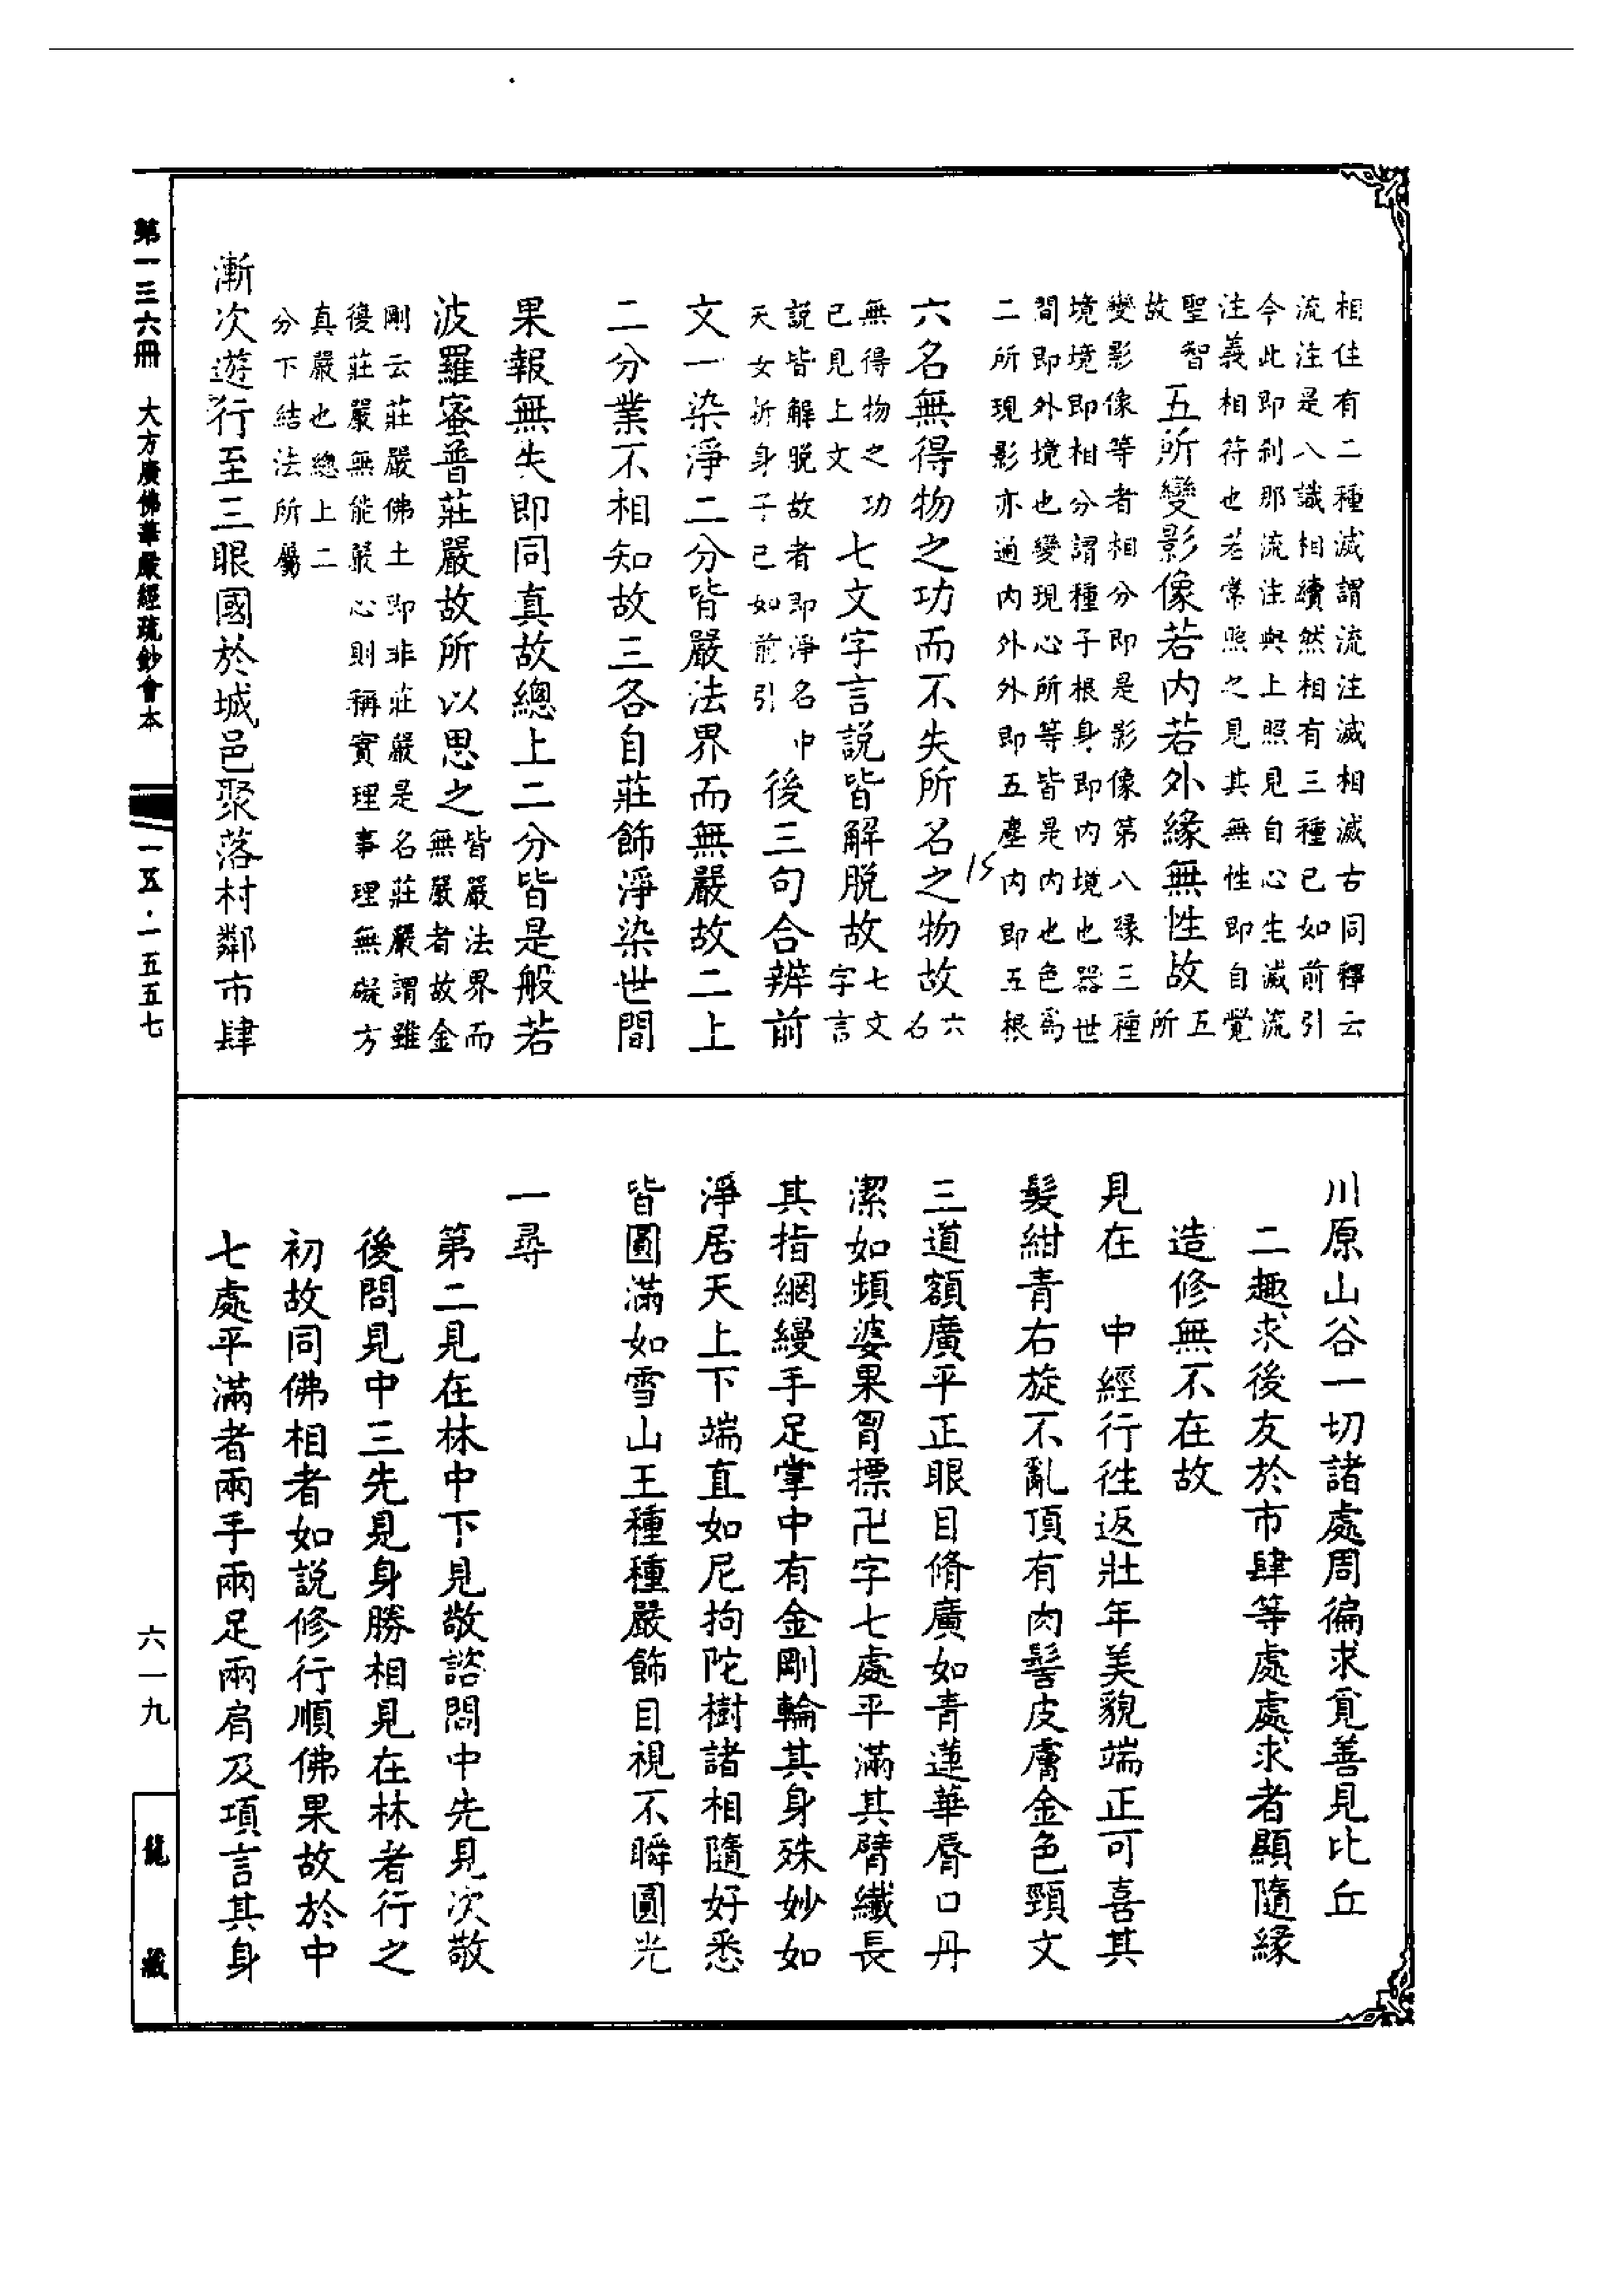 相住有二種滅謂流注滅相滅古同釋云
流注是八識相續然相有三種已如前引
今此即刹那流注與上照見自心生滅流
注義相符也若常照之見其無性即自覺
聖智
故
五所變影像若內若外緣無性故
五
所
變影像等者相分即是影像第八緣三種
境境即相分謂種子根身即內境也器世
間即外境也變現心所等皆是內也色爲
二所現影亦通內外外即五塵內即五根
六名無得物之功而不失所名之物故
六
名
無得物之功
已見上文
七文字言說皆解脫故
七文
字言
說皆解脫故者即淨名中
天女折身子已如前引
後三句合辨前
文一染淨二分皆嚴法界而無嚴故二上
二分業不相知故三各自莊飾淨染世間
果報無失即同真故總上二分皆是般若
波羅蜜普莊嚴故所以思之
皆嚴法界而
無嚴者故金
剛云莊嚴佛土即非莊嚴是名莊嚴謂雖
復莊嚴無能嚴心則稱實理事理無礙方
真嚴也總上二
分下結法所屬
漸次遊行至三眼國於城邑聚落村鄰市肆
川原山谷一切諸處周徧求覓善見比丘
二趣求後友於市肆等處處求者顯隨緣
造修無不在故
見在 中經行徃返壯年美貌端正可喜其
髮紺青右旋不亂頂有肉髻皮膚金色頸文
三道額廣平正眼目脩廣如青蓮華脣口丹
潔如頻婆果胷摽卍字七處平滿其臂纎長
其指網縵手足掌中有金剛輪其身殊妙如
淨居天上下端直如尼拘陀樹諸相隨好悉
皆圓滿如雪山王種種嚴飾目視不瞬圓光
一尋
第二見在林中下見敬諮問中先見次敬
後問見中三先見身勝相見在林者行之
初故同佛相者如說修行順佛果故於中
七處平滿者兩手兩足兩肩及項言其身
第一三六冊 大方廣佛華嚴經疏鈔會本
一五·一五五七
六一九
龍藏
15